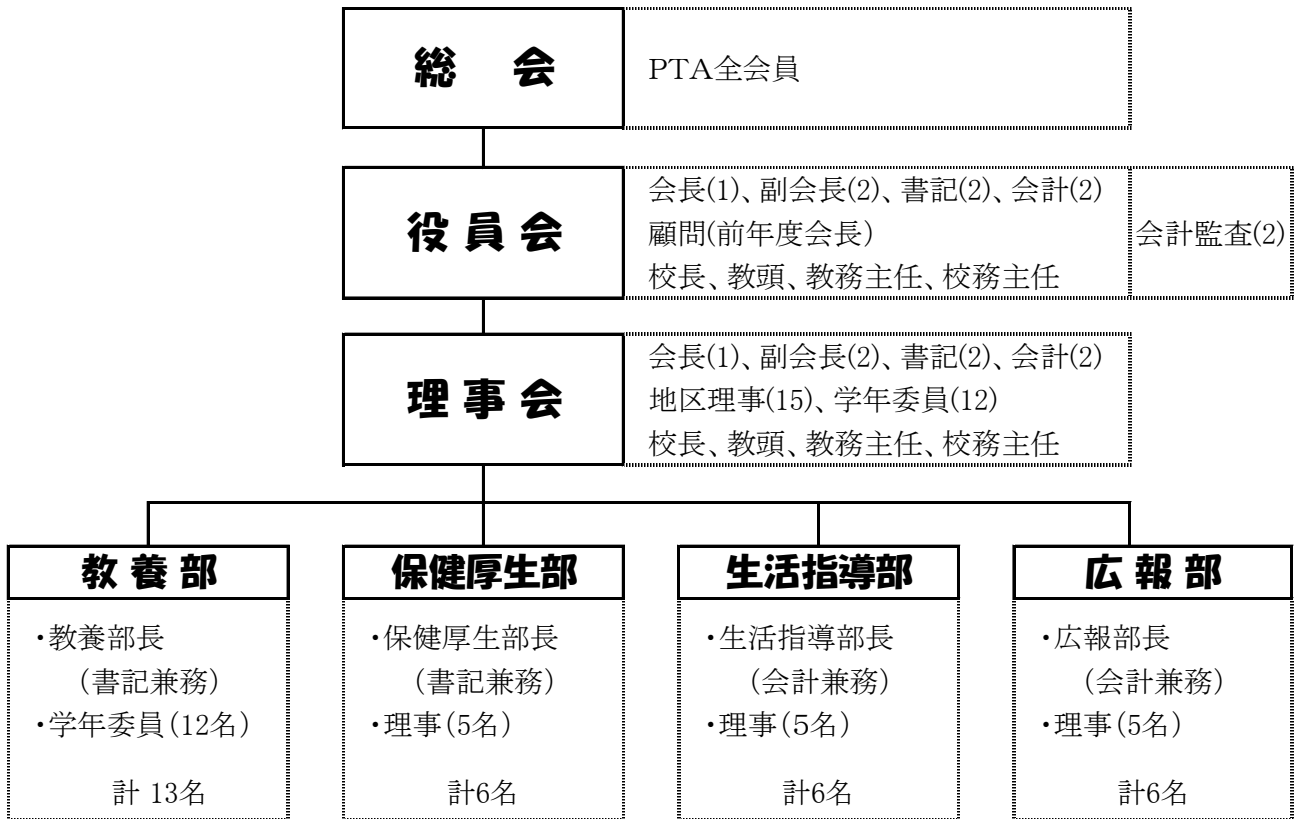 総 会
PTA全会員
役員会
会長(1)、副会長(2)、書記(2)、会計(2)
顧問(前年度会長)
校長、教頭、教務主任、校務主任
会計監査(2)
理事会
会長(1)、副会長(2)、書記(2)、会計(2)
地区理事(15)、学年委員(12)
校長、教頭、教務主任、校務主任
教養部
・教養部長
(書記兼務)
・学年委員(12名)
計 13名
保健厚生部
・保健厚生部長
(書記兼務)
・理事(5名)
計6名
生活指導部
・生活指導部長
(会計兼務)
・理事(5名)
計6名
広報部
・広報部長
(会計兼務)
・理事(5名)
計6名